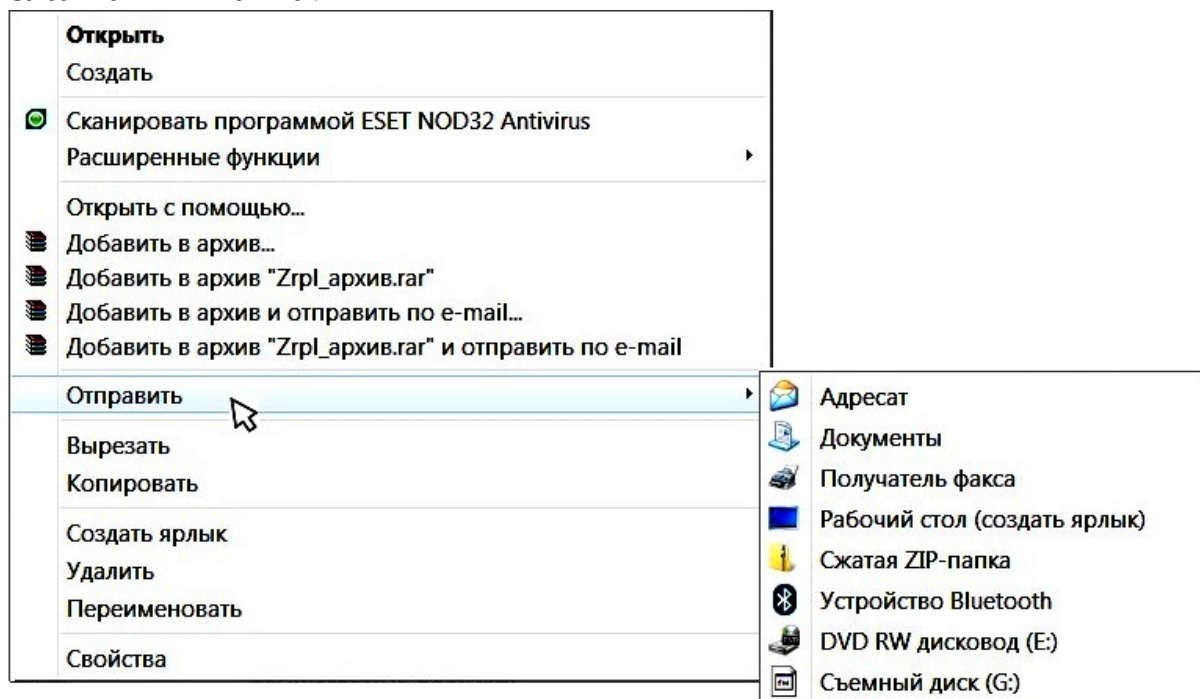 Открыть
Создать
Сканировать программой ESET NOD32 Antivirus
Расширенные функции
Открыть с помощью...
Добавить в архив...
Добавить в архив "Zrpl_архив.rar"
Добавить в архив и отправить по e-mail...
Добавить в архив "Zrpl_архив.rar" и отправить по e-mail
Отправить
Вырезать
Копировать
Создать ярлык
Удалить
Переименовать
Свойства
Адресат
Документы
Получатель факса
Рабочий стол (создать ярлык)
Сжатая ZIP-папка
Устройство Bluetooth
DVD RW дисковод (E:)
Съемный диск (G:)